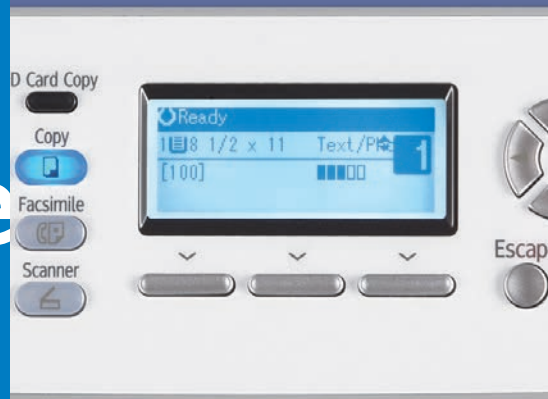 D Card Copy
Copy
Facsimile
Scanner
Ready
1 8 1/2 x 11 Text/Ph
1
[100]
Escap
e